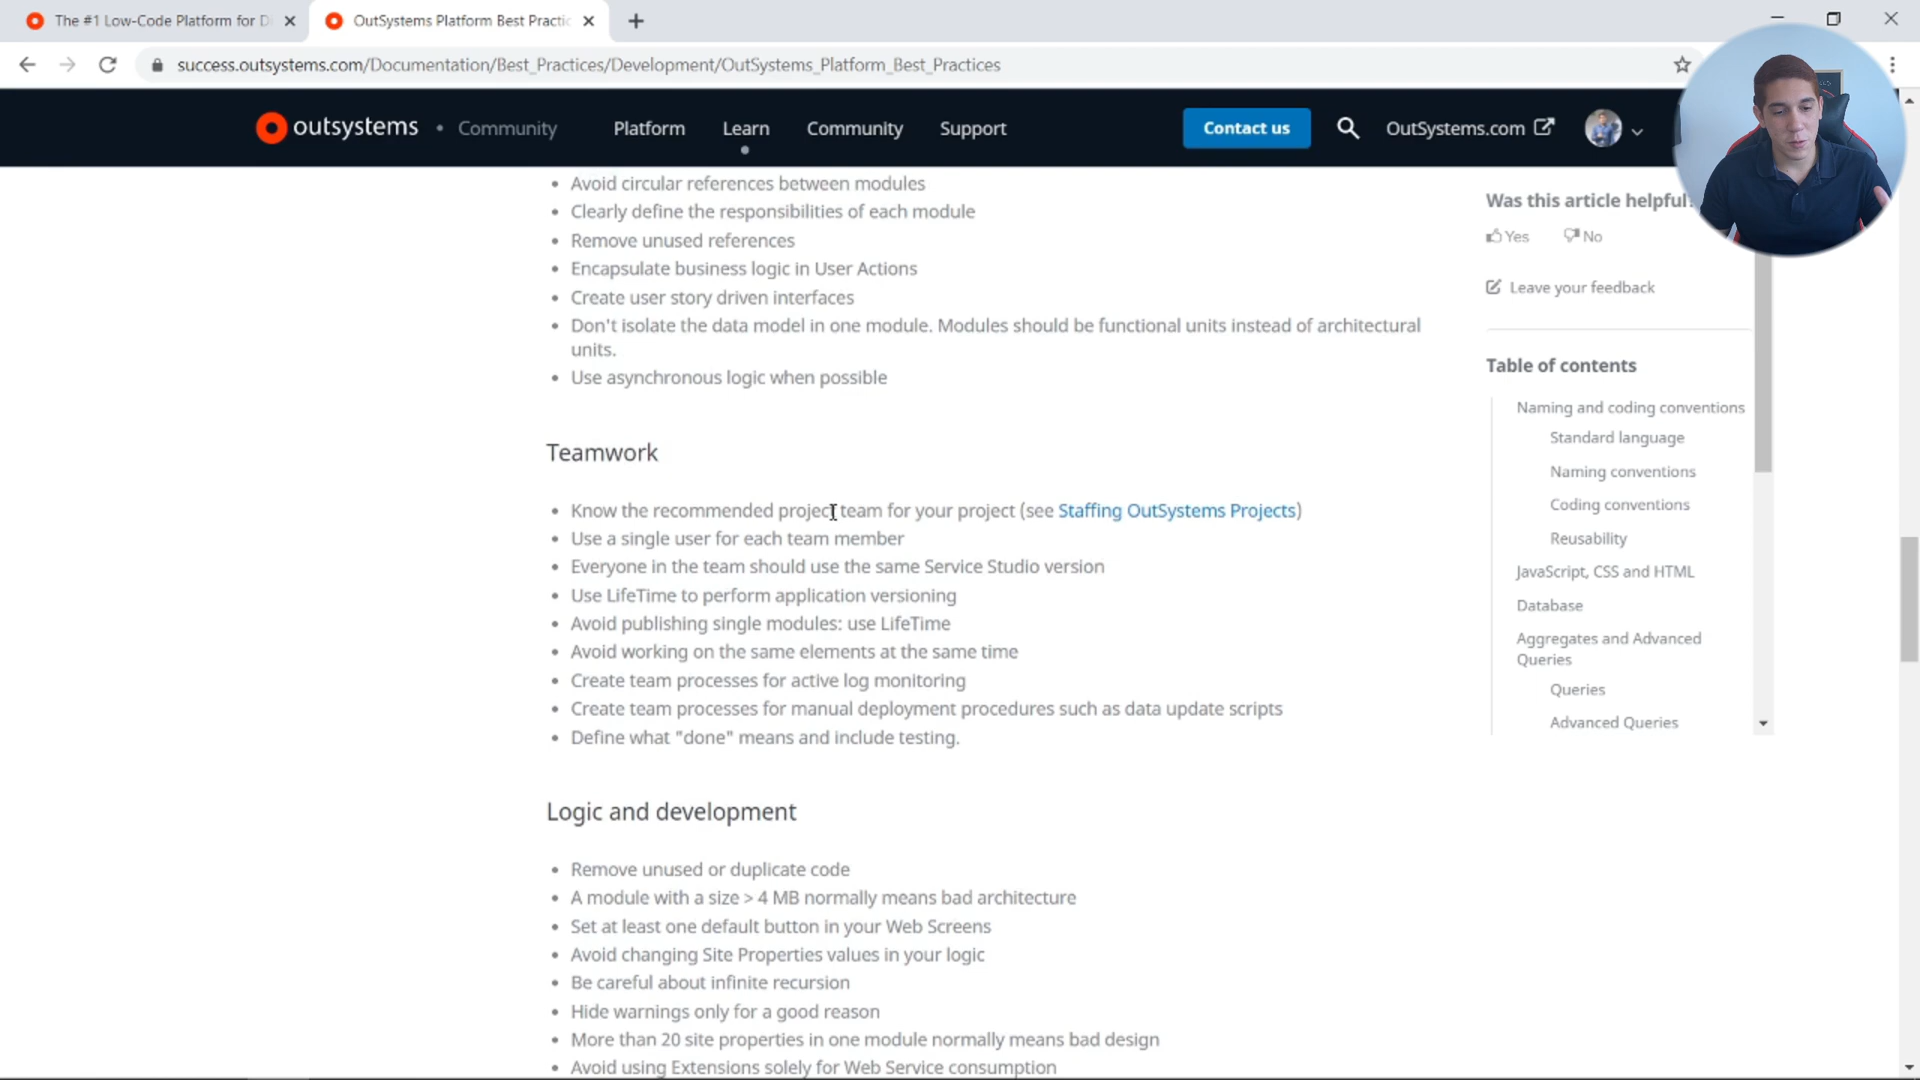 The #1 Low-Code Platform for D
OutSystems Platform Best Practic
success.outsystems.com/Documentation/Best_Practices/Development/OutSystems_Platform_Best_Practices
outsystems • Community
Platform
Learn
Community
Support
Contact us
OutSystems.com
Avoid circular references between modules
Clearly define the responsibilities of each module
Remove unused references
Encapsulate business logic in User Actions
Create user story driven interfaces
Don't isolate the data model in one module. Modules should be functional units instead of architectural
units.
Use asynchronous logic when possible
Teamwork
Know the recommended project team for your project (see Staffing OutSystems Projects)
Use a single user for each team member
Everyone in the team should use the same Service Studio version
Use LifeTime to perform application versioning
Avoid publishing single modules: use LifeTime
Avoid working on the same elements at the same time
Create team processes for active log monitoring
Create team processes for manual deployment procedures such as data update scripts
Define what "done" means and include testing.
Logic and development
Remove unused or duplicate code
A module with a size > 4 MB normally means bad architecture
Set at least one default button in your Web Screens
Avoid changing Site Properties values in your logic
Be careful about infinite recursion
Hide warnings only for a good reason
More than 20 site properties in one module normally means bad design
Avoid using Extensions solely for Web Service consumption
Was this article helpful?
Yes
No
Leave your feedback
Table of contents
Naming and coding conventions
Standard language
Naming conventions
Coding conventions
Reusability
JavaScript, CSS and HTML
Database
Aggregates and Advanced
Queries
Queries
Advanced Queries